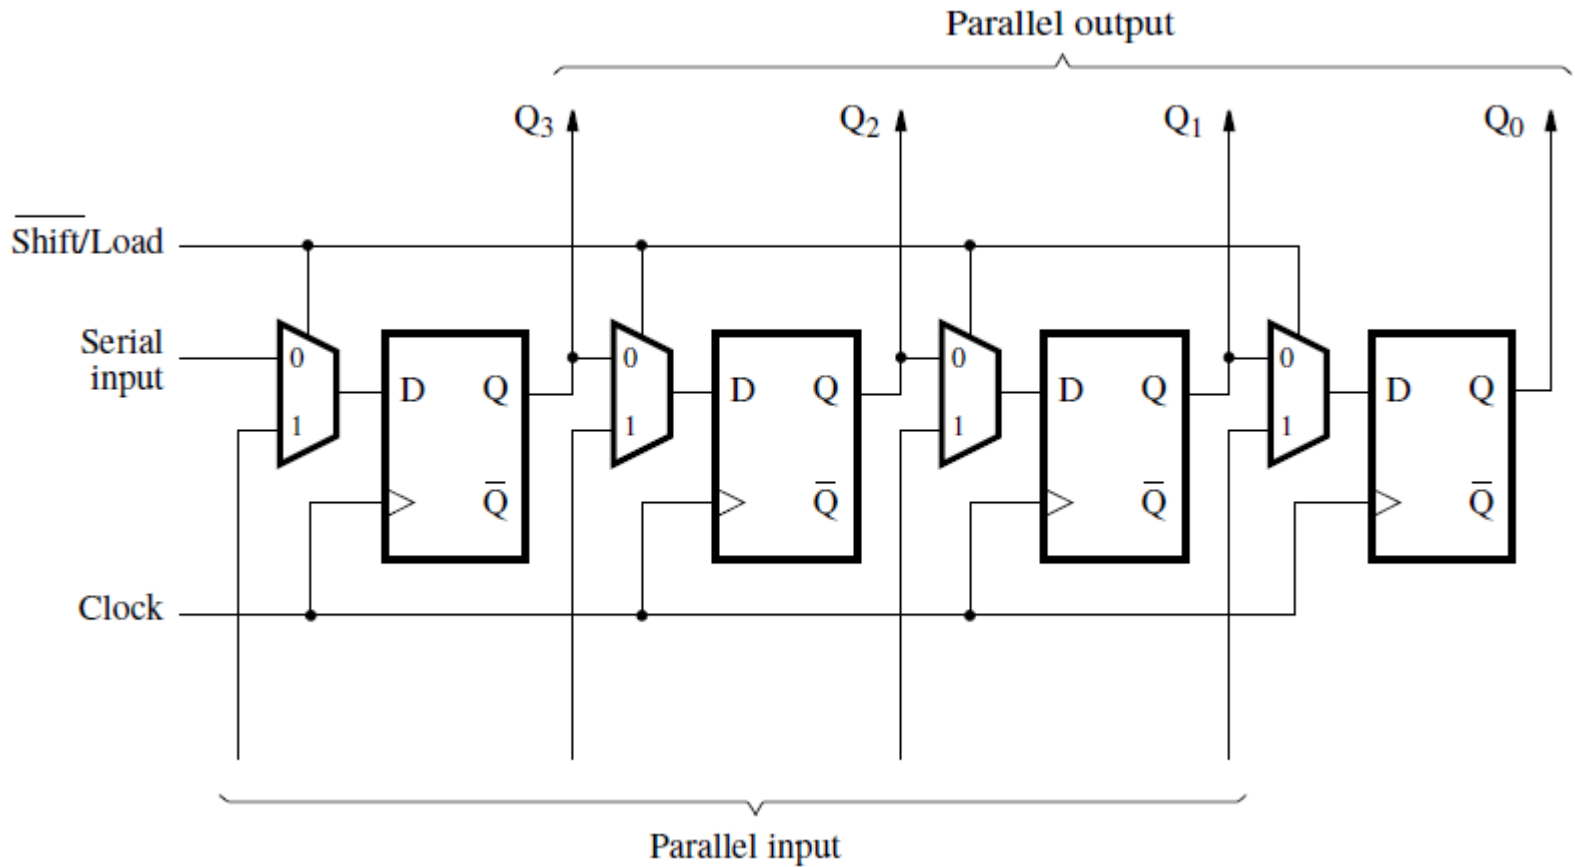 Parallel output
Q₃ Q₂ Q₁ Q₀
S̅h̅i̅f̅t̅/Load
Serial
input
0 0 0 0
D Q D Q D Q D Q
1 1 1 1
Q̅ Q̅ Q̅ Q̅
Clock
Parallel input